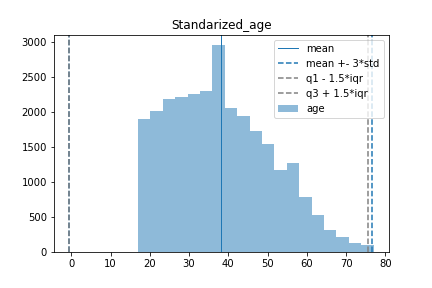 Standarized_age
mean
mean +- 3*std
q1 - 1.5*iqr
q3 + 1.5*iqr
age
3000
2500
2000
1500
1000
500
0
0 10 20 30 40 50 60 70 80